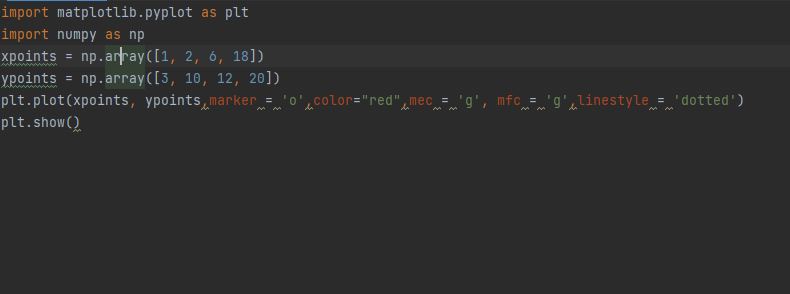 import matplotlib.pyplot as plt
import numpy as np
xpoints = np.array([1, 2, 6, 18])
ypoints = np.array([3, 10, 12, 20])
plt.plot(xpoints, ypoints,marker = 'o',color="red",mec = 'g', mfc = 'g',linestyle = 'dotted')
plt.show()